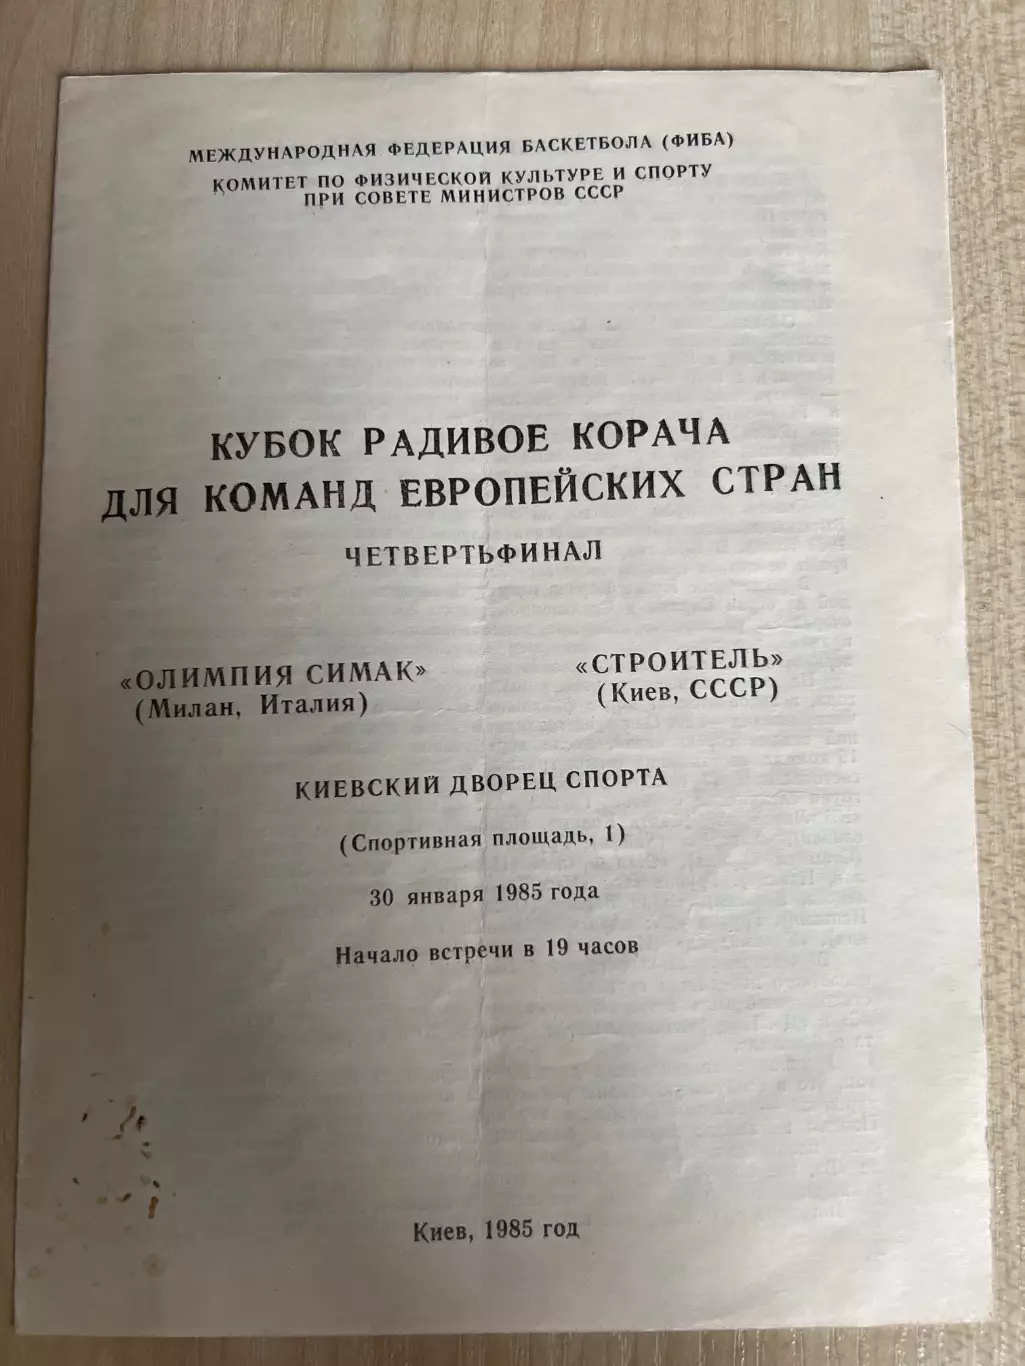 МЕЖДУНАРОДНАЯ ФЕДЕРАЦИЯ БАСКЕТБОЛА (ФИБА)
КОМИТЕТ ПО ФИЗИЧЕСКОЙ КУЛЬТУРЕ И СПОРТУ
ПРИ СОВЕТЕ МИНИСТРОВ СССР
КУБОК РАДИВОЕ КОРАЧА
ДЛЯ КОМАНД ЕВРОПЕЙСКИХ СТРАН
ЧЕТВЕРТЬФИНАЛ
«ОЛИМПИЯ СИМАК»
(Милан, Италия)
«СТРОИТЕЛЬ»
(Киев, СССР)
КИЕВСКИЙ ДВОРЕЦ СПОРТА
(Спортивная площадь, 1)
30 января 1985 года
Начало встречи в 19 часов
Киев, 1985 год